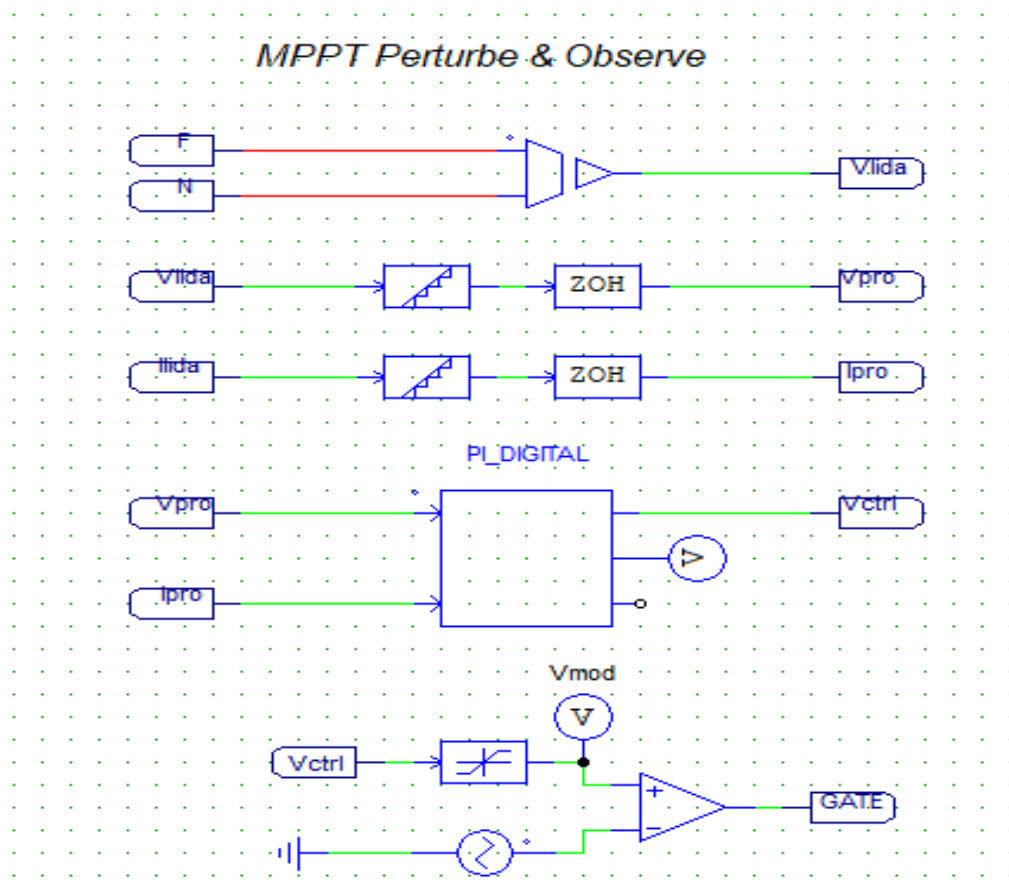 MPPT Perturbe & Observe
F
N
Vlida
Vlida
ZOH
Vpro
Ilida
ZOH
Ipro
PI_DIGITAL
Vpro
Vctrl
V
Ipro
Vmod
V
Vctrl
+
GATE
−